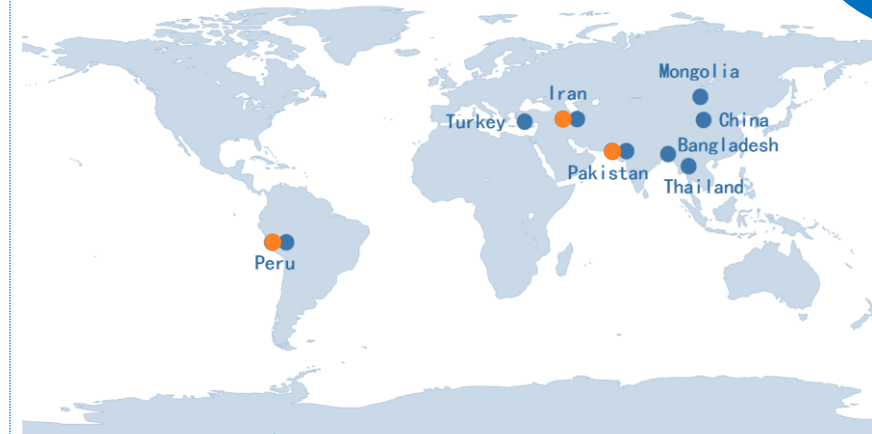 Mongolia
Iran
Turkey
China
Bangladesh
Pakistan
Thailand
Peru